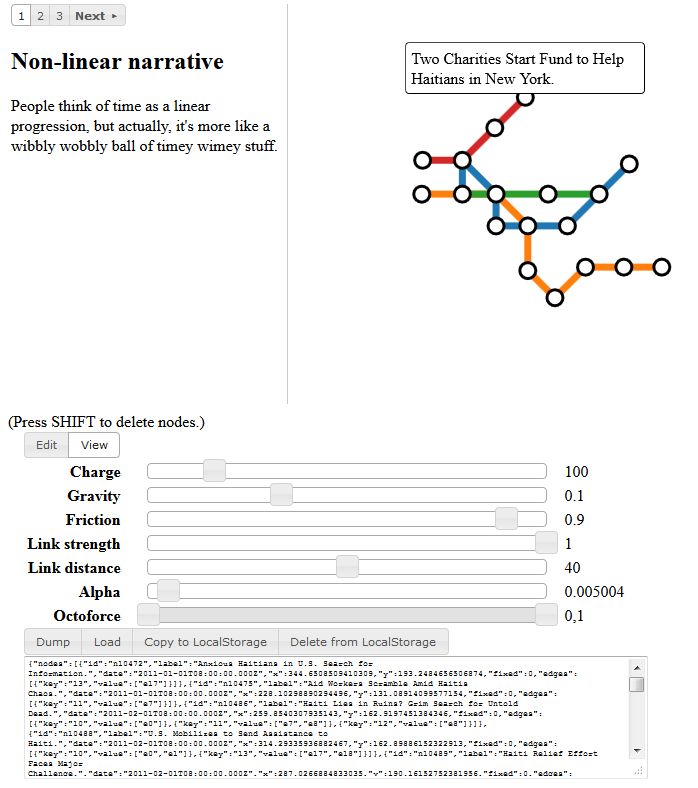 1 2 3 Next ▸
Non-linear narrative
People think of time as a linear
progression, but actually, it's more like a
wibbly wobbly ball of timey wimey stuff.
Two Charities Start Fund to Help
Haitians in New York.
(Press SHIFT to delete nodes.)
Edit View
Charge 100
Gravity 0.1
Friction 0.9
Link strength 1
Link distance 40
Alpha 0.005004
Octoforce 0,1
Dump Load Copy to LocalStorage Delete from LocalStorage
{"nodes":[{"id":"n10472","label":"Anxious Haitians in U.S. Search for
Information.","date":"2011-01-01T08:00:00.000Z","x":344.6508509410309,"y":193.2484656506874,"fixed":0,"edges":
[{"key":"l3","value":["e17"]}]},{"id":"n10475","label":"Aid Workers Scramble Amid Haitis
Chaos.","date":"2011-01-01T08:00:00.000Z","x":228.10298890294496,"y":131.08914099577154,"fixed":0,"edges":
[{"key":"l1","value":["e7"]}]},{"id":"n10486","label":"Haiti Lies in Ruins? Grim Search for Untold
Dead.","date":"2011-02-01T08:00:00.000Z","x":259.8540307935143,"y":162.9197451384346,"fixed":0,"edges":
[{"key":"l0","value":["e0"]},{"key":"l1","value":["e7","e8"]},{"key":"l2","value":["e8"]}]},
{"id":"n10488","label":"U.S. Mobilizes to Send Assistance to
Haiti.","date":"2011-02-01T08:00:00.000Z","x":314.29335936882467,"y":162.89886152322913,"fixed":0,"edges":
[{"key":"l0","value":["e0","e1"]},{"key":"l3","value":["e17","e18"]}]},{"id":"n10489","label":"Haiti Relief Effort
Faces Major
Challenge.","date":"2011-02-01T08:00:00.000Z","x":287.0266884833035,"y":190.16152752381956,"fixed":0,"edges":